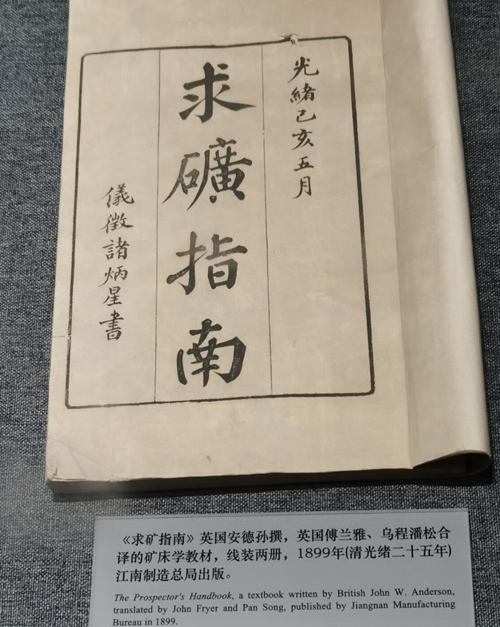 光緒己亥五月
求礦指南
儀徵諸炳星書
《求矿指南》英国安德孙撰，英国傅兰雅、乌程潘松合
译的矿床学教材，线装两册，1899年(清光绪二十五年)
江南制造总局出版。
The Prospector's Handbook, a textbook written by British John W. Anderson,
translated by John Fryer and Pan Song, published by Jiangnan Manufacturing
Bureau in 1899.